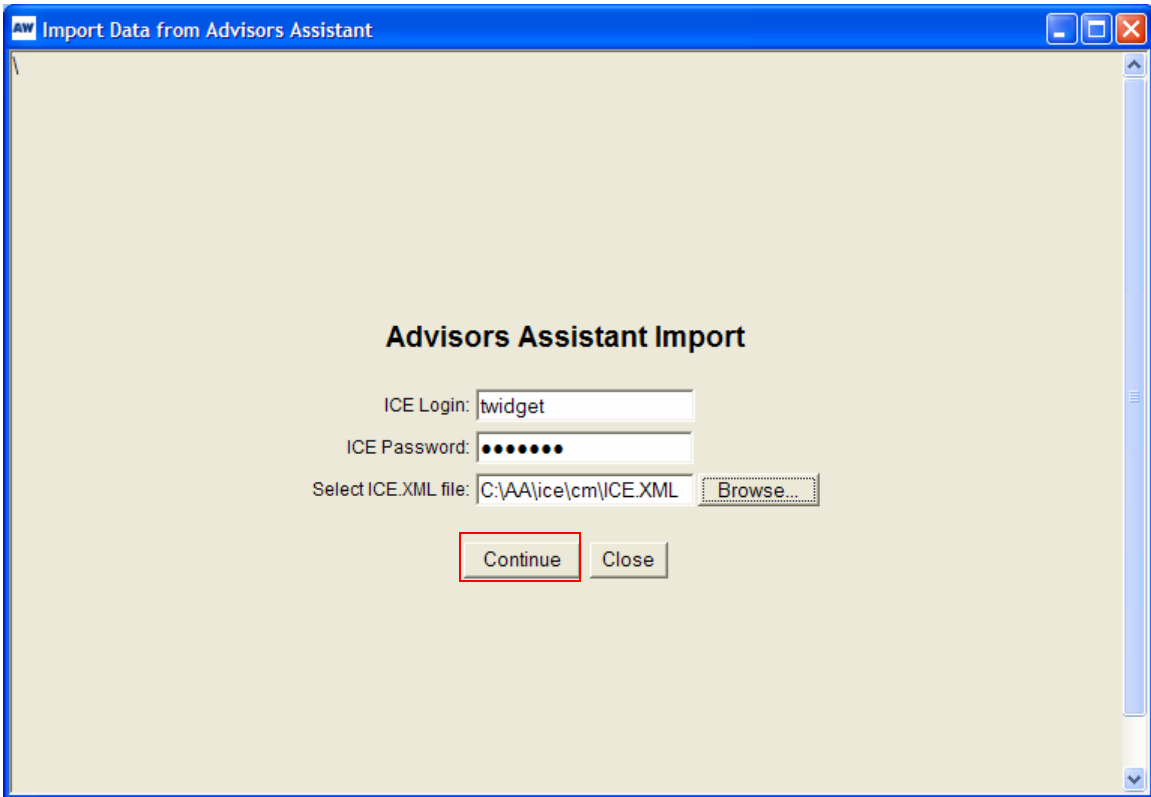 AW Import Data from Advisors Assistant
\
Advisors Assistant Import
ICE Login: twidget
ICE Password: ●●●●●●●
Select ICE.XML file: C:\AA\ice\cm\ICE.XML Browse...
Continue Close